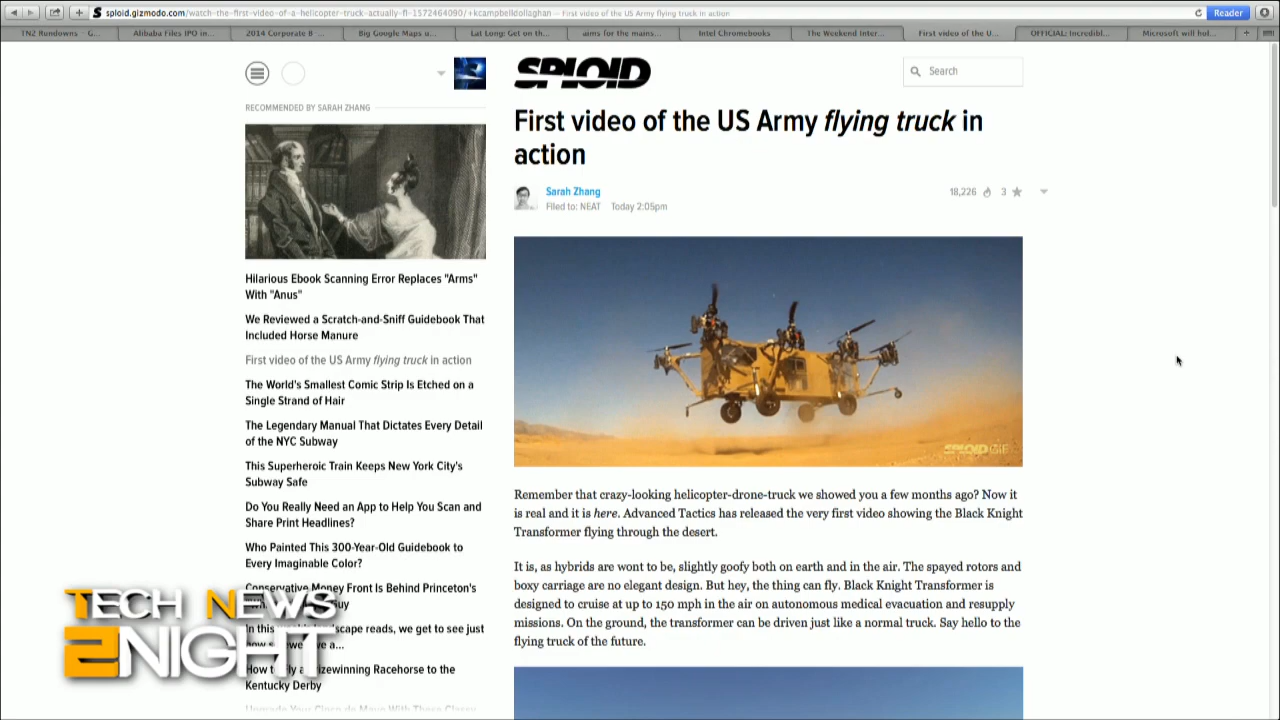 sploid.gizmodo.com/watch-the-first-video-of-a-helicopter-truck-actually-fl-1572464090/+kcampbelldollaghan — First video of the US Army flying truck in action
Reader
TN2 Rundowns - G...
Alibaba Files IPO in...
2014 Corporate B...
Big Google Maps u...
Lat Long: Get on th...
aims for the mains...
Intel Chromebooks
The Weekend Inter...
First video of the U...
OFFICIAL: Incredibl...
Microsoft will hol...
SPLOID
Search
RECOMMENDED BY SARAH ZHANG
Hilarious Ebook Scanning Error Replaces "Arms"
With "Anus"
We Reviewed a Scratch-and-Sniff Guidebook That
Included Horse Manure
First video of the US Army flying truck in action
The World's Smallest Comic Strip Is Etched on a
Single Strand of Hair
The Legendary Manual That Dictates Every Detail
of the NYC Subway
This Superheroic Train Keeps New York City's
Subway Safe
Do You Really Need an App to Help You Scan and
Share Print Headlines?
Who Painted This 300-Year-Old Guidebook to
Every Imaginable Color?
Conservative Money Front Is Behind Princeton's
In this landscape reads, we get to see just
How to Fly a Prizewinning Racehorse to the
Kentucky Derby
Upgrade Your Cinco de Mayo With These Classy
First video of the US Army flying truck in
action
Sarah Zhang
Filed to: NEAT Today 2:05pm
18,226 3
SPLOID GIF
Remember that crazy-looking helicopter-drone-truck we showed you a few months ago? Now it
is real and it is here. Advanced Tactics has released the very first video showing the Black Knight
Transformer flying through the desert.
It is, as hybrids are wont to be, slightly goofy both on earth and in the air. The spayed rotors and
boxy carriage are no elegant design. But hey, the thing can fly. Black Knight Transformer is
designed to cruise at up to 150 mph in the air on autonomous medical evacuation and resupply
missions. On the ground, the transformer can be driven just like a normal truck. Say hello to the
flying truck of the future.
TECH NEWS
2NIGHT